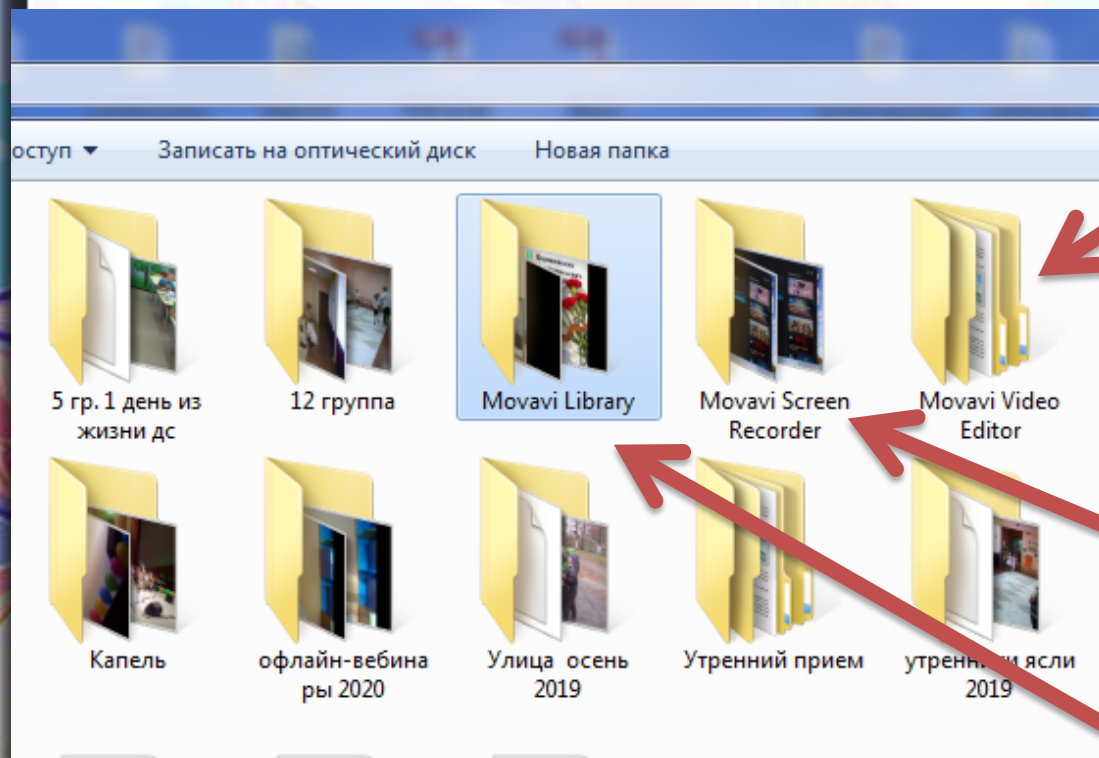 оступ Записать на оптический диск Новая папка
5 гр. 1 день из
жизни дс
12 группа
Movavi Library
Movavi Screen
Recorder
Movavi Video
Editor
Капель
офлайн-вебина
ры 2020
Улица осень
2019
Утренний прием
ясли
2019